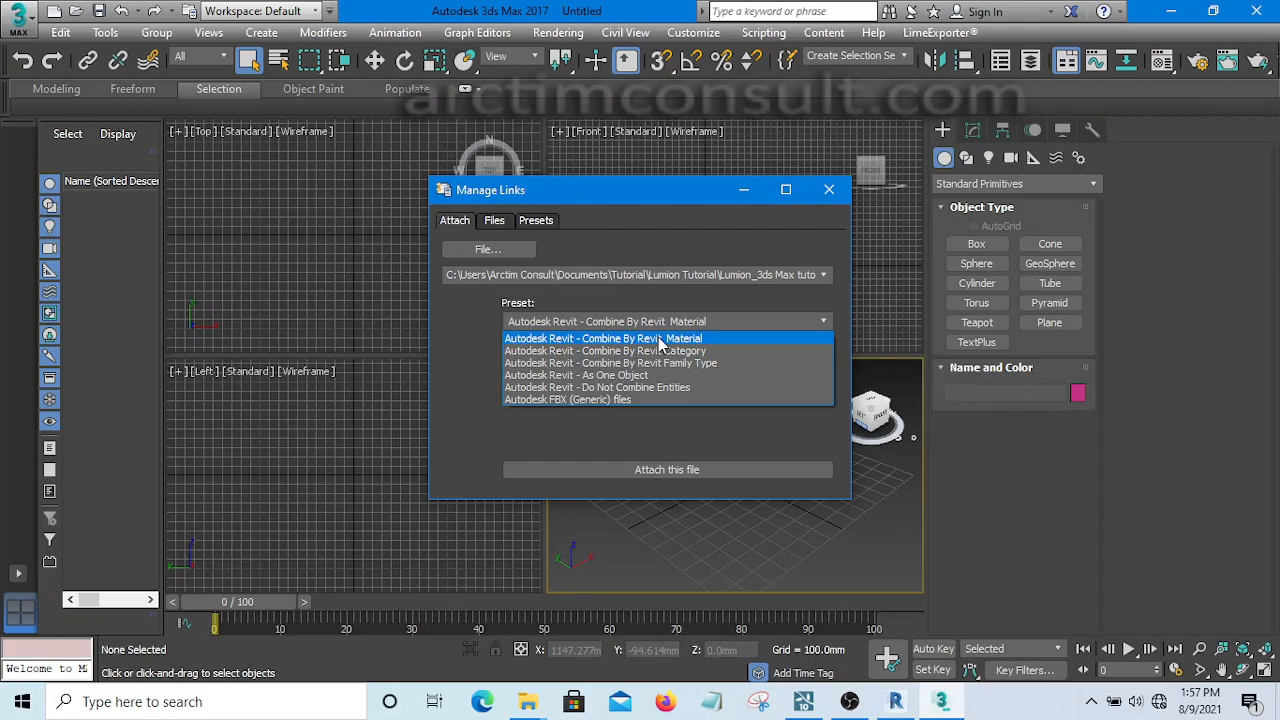 Workspace: Default
Autodesk 3ds Max 2017 Untitled
Type a keyword or phrase
Sign In
3
MAX
Edit Tools Group Views Create Modifiers Animation Graph Editors Rendering Civil View Customize Scripting Content Help LimeExporter®
All
View
Create Selection Se
Modeling Freeform Selection Object Paint Populate
arctimconsult.com
Select Display
Name (Sorted Descen
[+] [Top] [Standard] [Wireframe]
[+] [Front] [Standard] [Wireframe]
N
W
TOP
E
FRONT
Manage Links
Attach Files Presets
File...
C:\Users\Arctim Consult\Documents\Tutorial\Lumion Tutorial\Lumion_3ds Max tuto
Preset:
Autodesk Revit - Combine By Revit Material
Autodesk Revit - Combine By Revit Material
Autodesk Revit - Combine By Revit Category
Autodesk Revit - Combine By Revit Family Type
Autodesk Revit - As One Object
Autodesk Revit - Do Not Combine Entities
Autodesk FBX (Generic) files
Attach this file
[+] [Left] [Standard] [Wireframe]
Standard Primitives
Object Type
AutoGrid
Box Cone
Sphere GeoSphere
Cylinder Tube
Torus Pyramid
Teapot Plane
TextPlus
Name and Color
y
x
z
y
z
y
x
< 0 / 100 >
0 10 20 30 40 50 60 70 80 90 100
None Selected
X: 1147.277m Y: -94.614mm Z: 0.0mm Grid = 100.0mm
Auto Key Selected
Welcome to M
Click or click-and-drag to select objects
Add Time Tag
Set Key Key Filters...
0
Type here to search
1:57 PM
8/9/2021
1